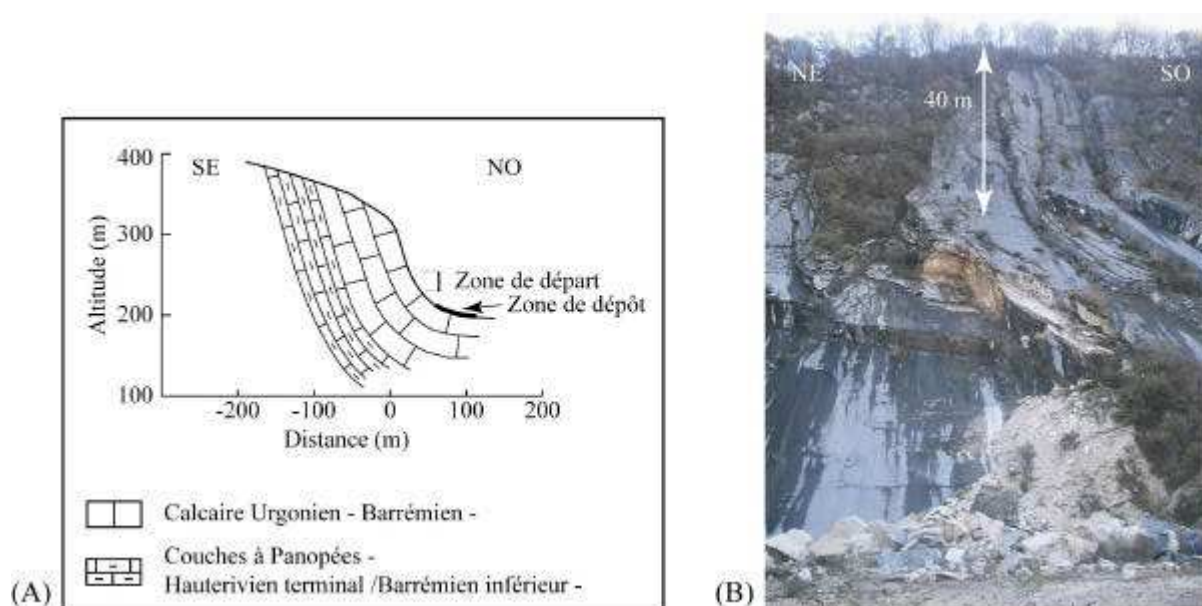 400
SE
NO
300
Altitude (m)
Zone de départ
Zone de dépôt
200
100
-200 -100 0 100 200
Distance (m)
Calcaire Urgonien - Barrémien -
Couches à Panopées -
Hauterivien terminal /Barrémien inférieur -
(A)
NE
SO
40 m
(B)